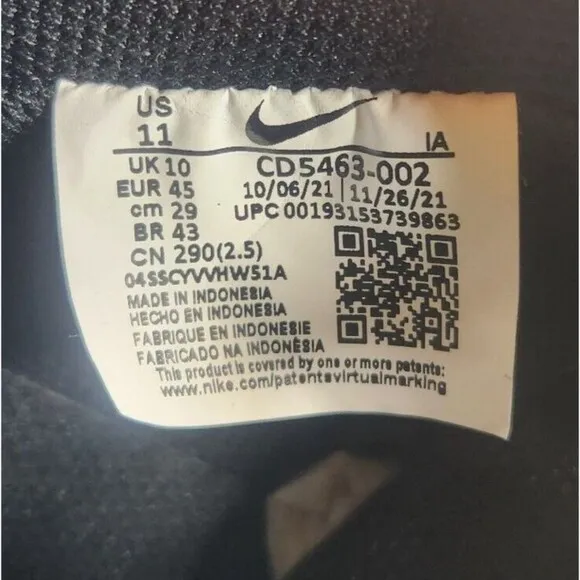 US
11
IA
UK 10
CD5463-002
EUR 45
10/06/21 | 11/26/21
cm 29
UPC 00193153739863
BR 43
CN 290(2.5)
04SSCYVVHW51A
MADE IN INDONESIA
HECHO EN INDONESIA
FABRIQUE EN INDONESIE
FABRICADO NA INDONÉSIA
This product is covered by one or more patents:
www.nike.com/patentsvirtualmarking